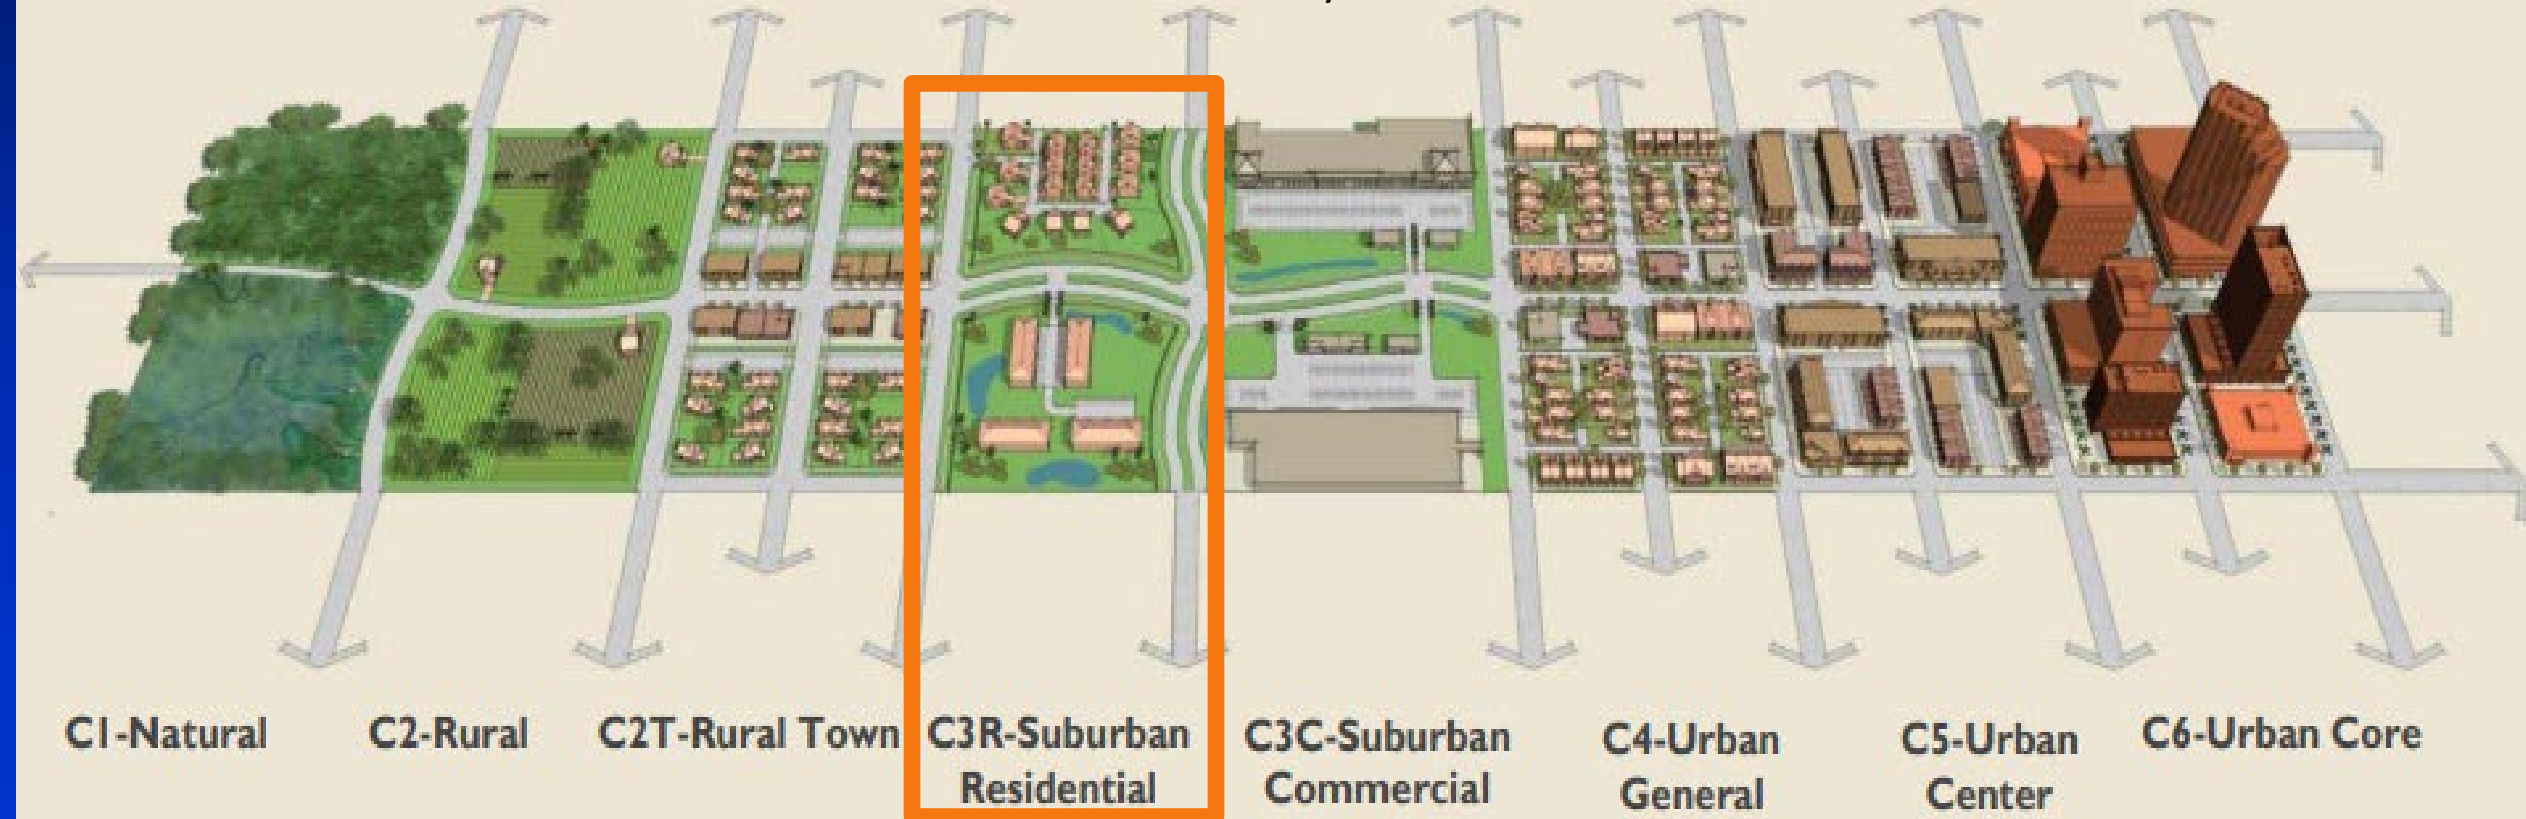 C1-Natural
C2-Rural
C2T-Rural Town
C3R-Suburban
Residential
C3C-Suburban
Commercial
C4-Urban
General
C5-Urban
Center
C6-Urban Core